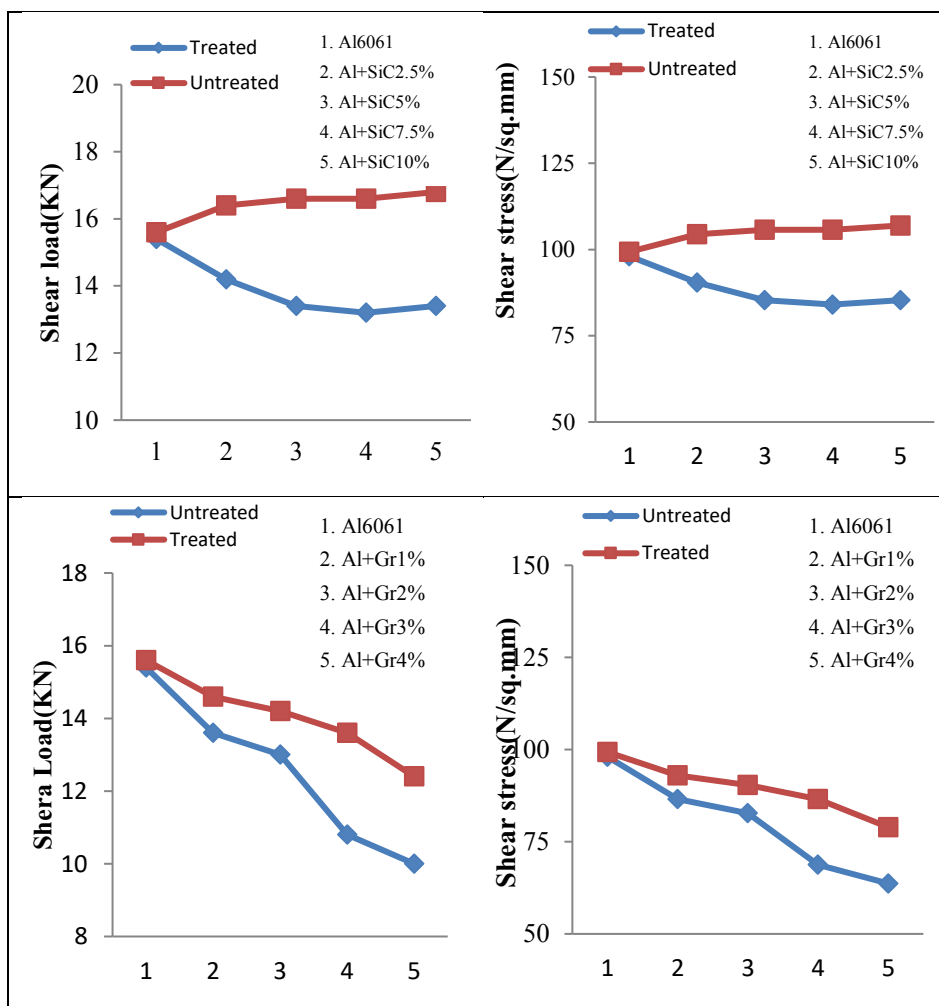 Treated
Untreated
1. Al6061
2. Al+SiC2.5%
3. Al+SiC5%
4. Al+SiC7.5%
5. Al+SiC10%
Shear load(KN)
20
18
16
14
12
10
1 2 3 4 5
Treated
Untreated
1. Al6061
2. Al+SiC2.5%
3. Al+SiC5%
4. Al+SiC7.5%
5. Al+SiC10%
Shear stress(N/sq.mm)
150
125
100
75
50
1 2 3 4 5
Untreated
Treated
1. Al6061
2. Al+Gr1%
3. Al+Gr2%
4. Al+Gr3%
5. Al+Gr4%
Shera Load(KN)
18
16
14
12
10
8
1 2 3 4 5
Untreated
Treated
1. Al6061
2. Al+Gr1%
3. Al+Gr2%
4. Al+Gr3%
5. Al+Gr4%
Shear stress(N/sq.mm)
150
125
100
75
50
1 2 3 4 5